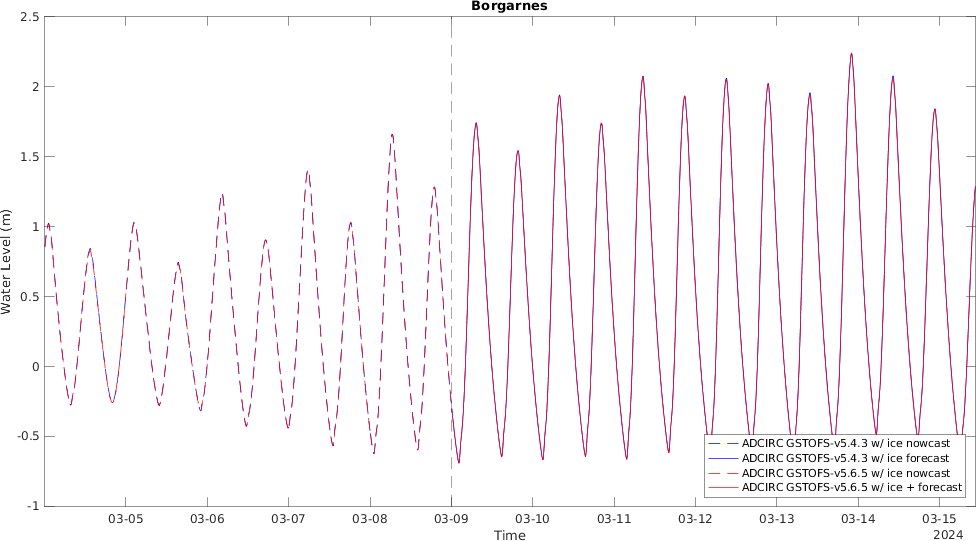 Borgarnes
2.5
2
1.5
1
0.5
0
-0.5
-1
Water Level (m)
ADCIRC GSTOFS-v5.4.3 w/ ice nowcast
ADCIRC GSTOFS-v5.4.3 w/ ice forecast
ADCIRC GSTOFS-v5.6.5 w/ ice nowcast
ADCIRC GSTOFS-v5.6.5 w/ ice + forecast
03-05 03-06 03-07 03-08 03-09 03-10 03-11 03-12 03-13 03-14 03-15
Time
2024